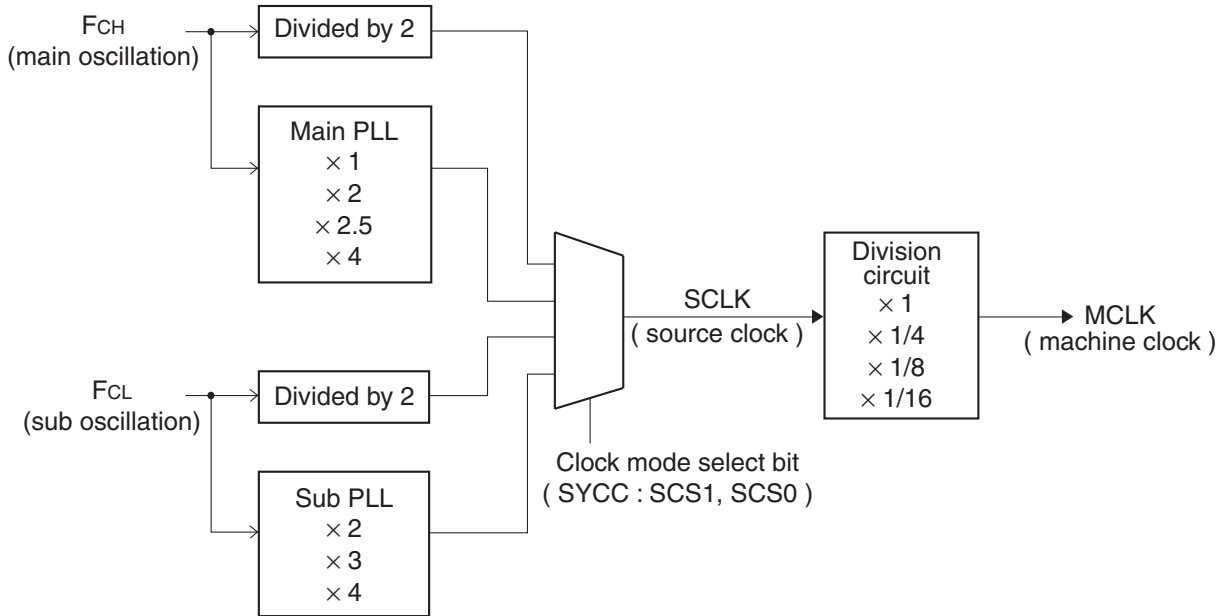 FCH
(main oscillation)
Divided by 2
Main PLL
× 1
× 2
× 2.5
× 4
FCL
(sub oscillation)
Divided by 2
Sub PLL
× 2
× 3
× 4
Clock mode select bit
( SYCC : SCS1, SCS0 )
SCLK
( source clock )
Division
circuit
× 1
× 1/4
× 1/8
× 1/16
MCLK
( machine clock )